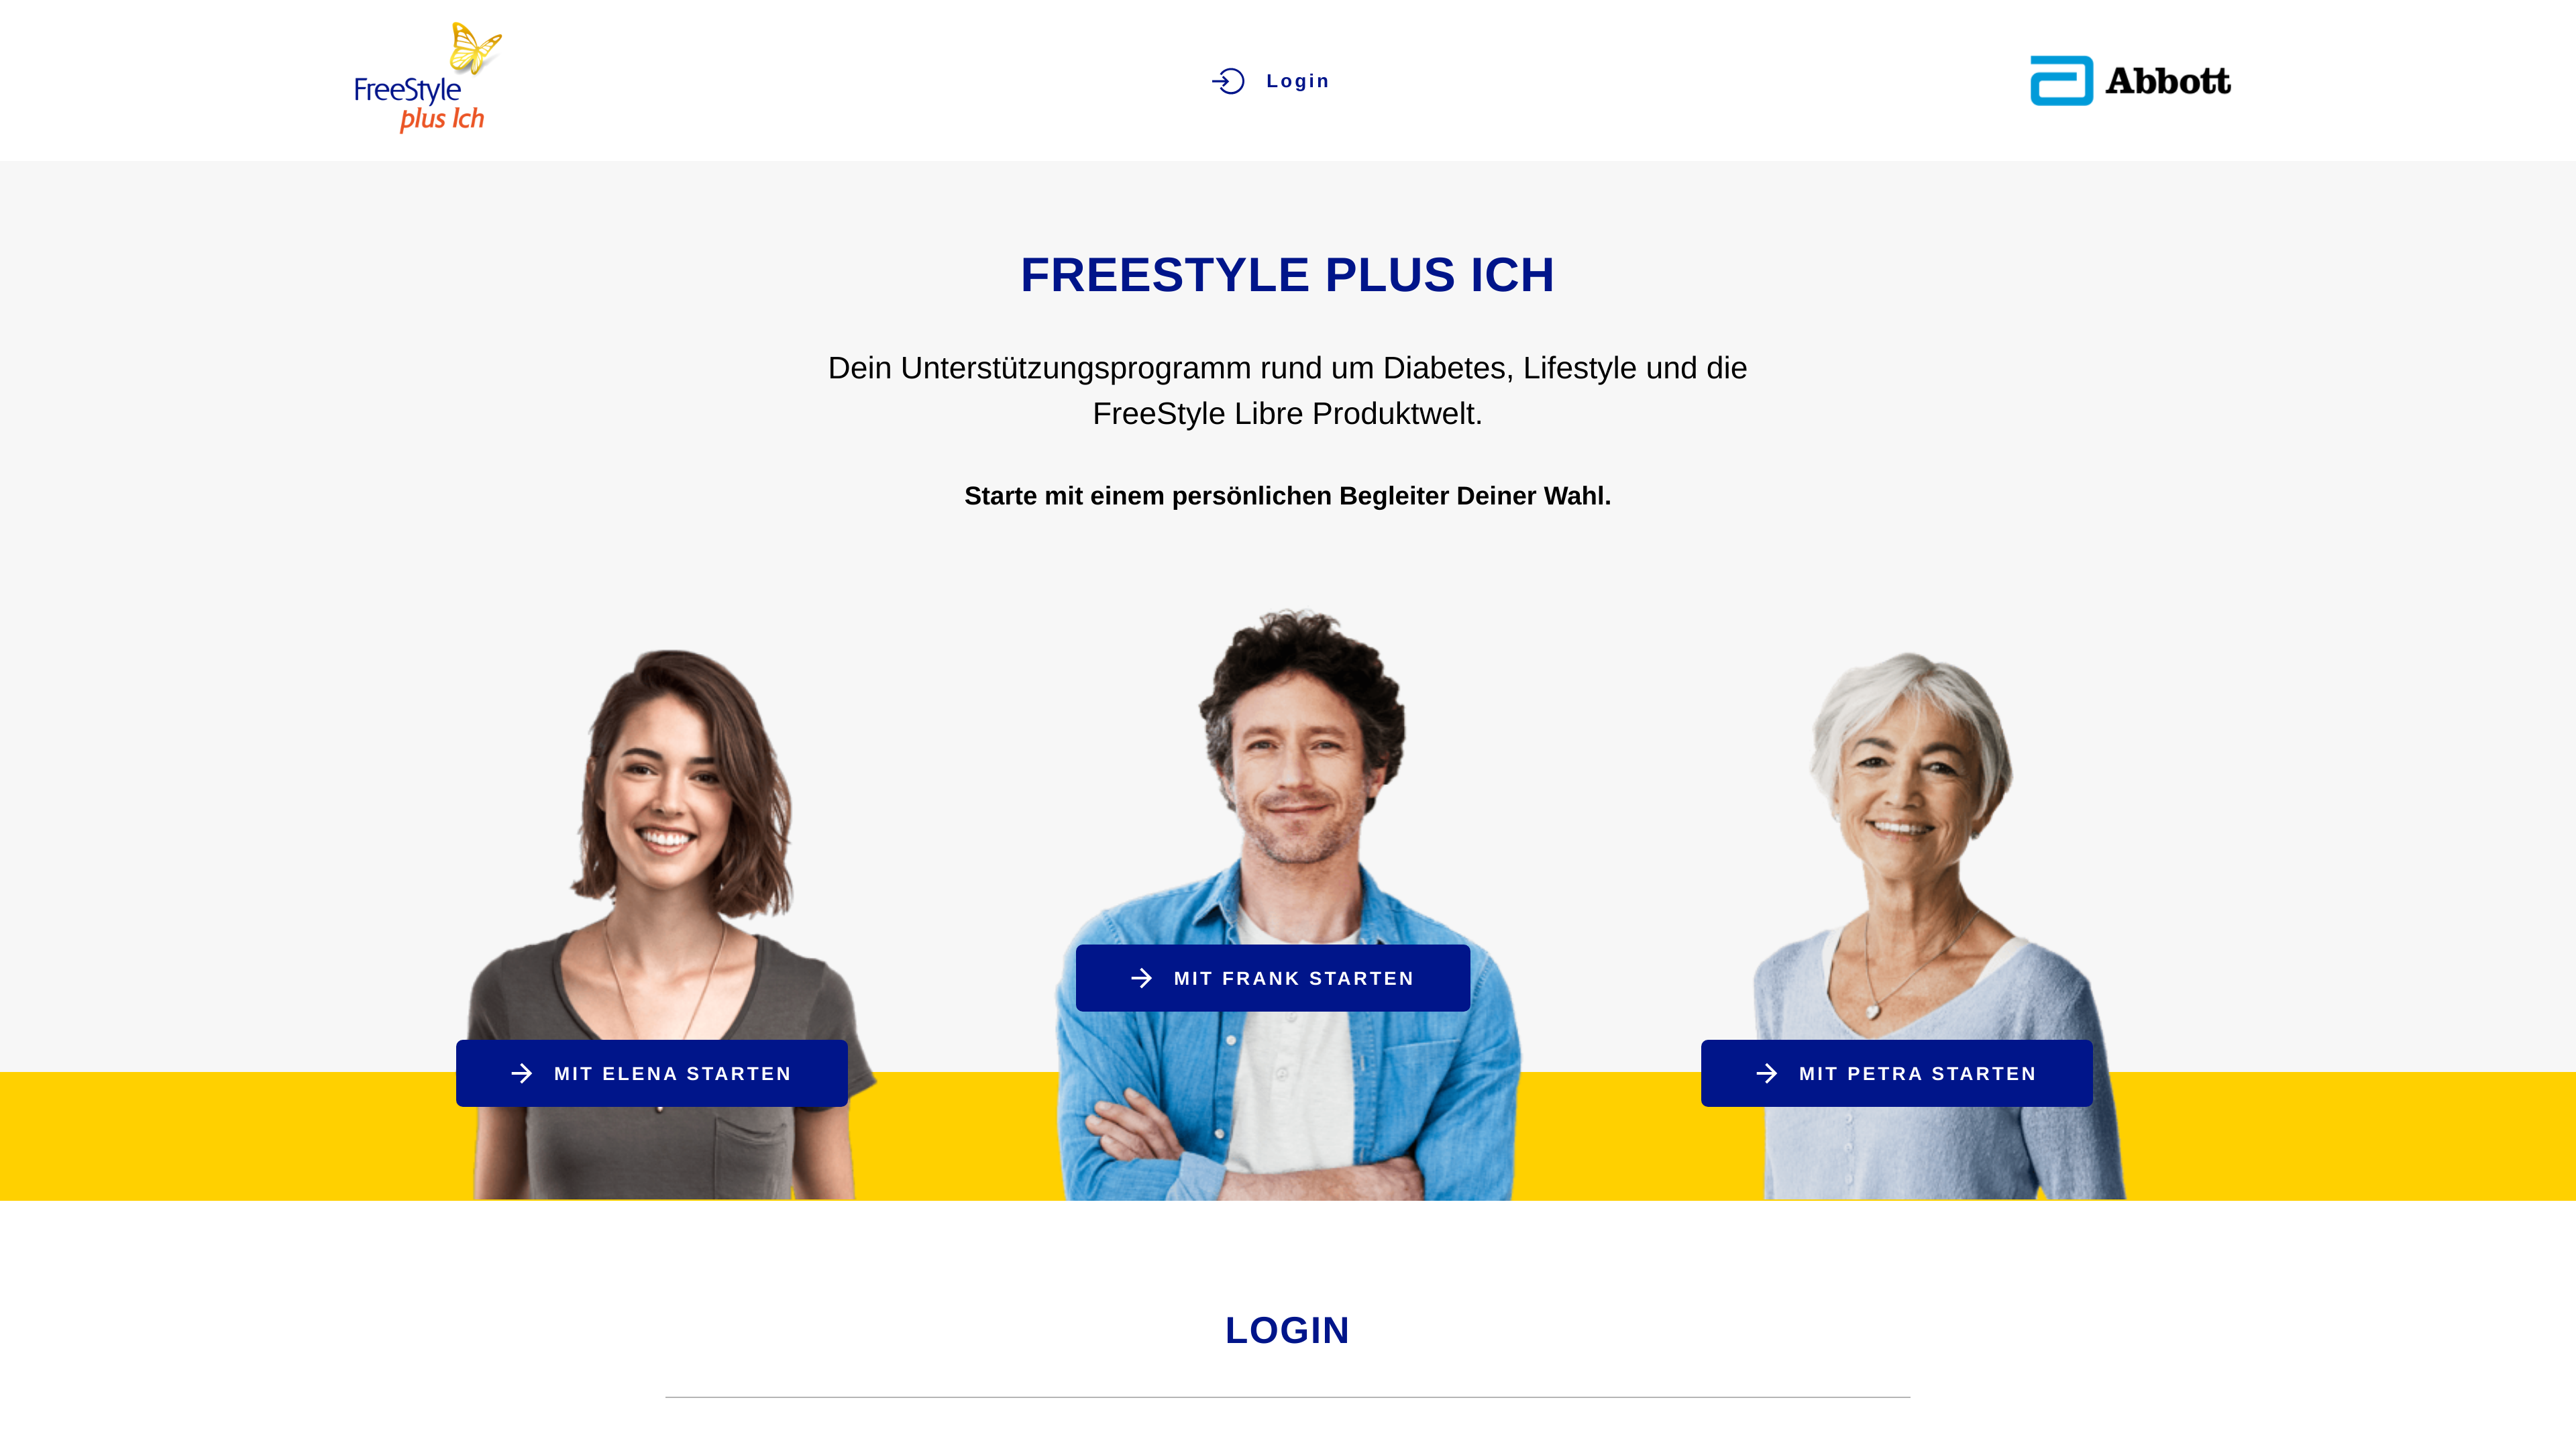 FreeStyle
plus Ich
Login
Abbott
FREESTYLE PLUS ICH
Dein Unterstützungsprogramm rund um Diabetes, Lifestyle und die
FreeStyle Libre Produktwelt.
Starte mit einem persönlichen Begleiter Deiner Wahl.
MIT ELENA STARTEN
MIT FRANK STARTEN
MIT PETRA STARTEN
LOGIN